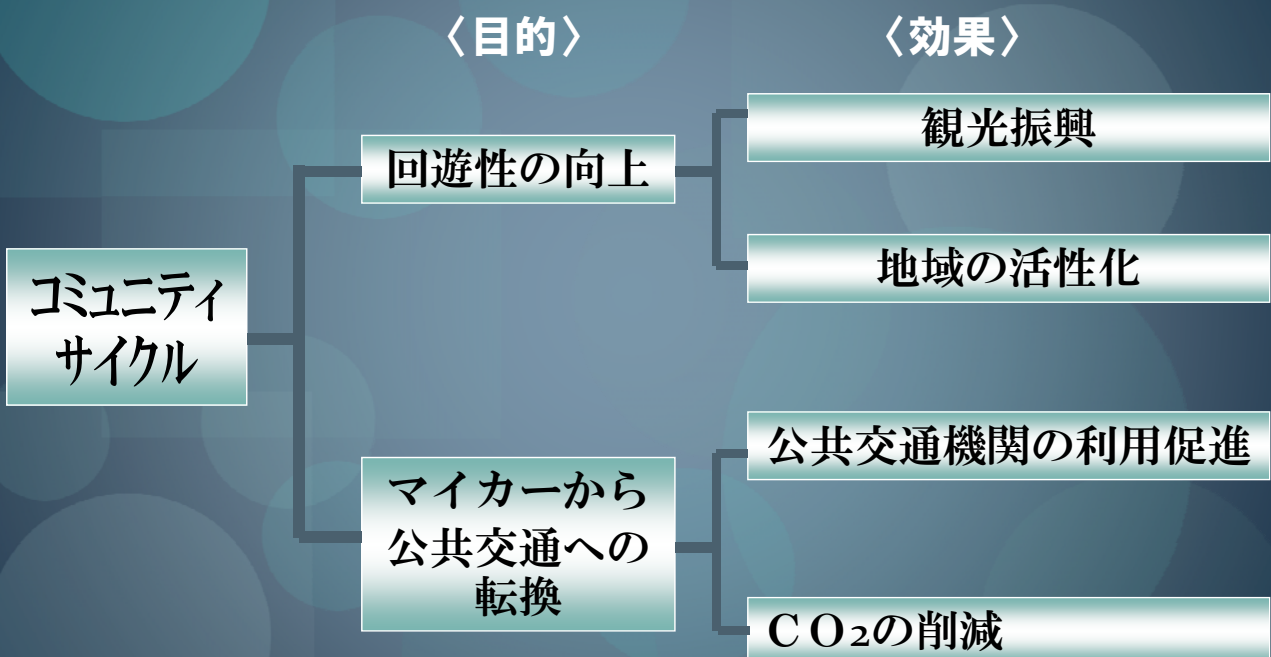 〈目的〉
〈効果〉
コミュニティ
サイクル
回遊性の向上
観光振興
地域の活性化
マイカーから
公共交通への
転換
公共交通機関の利用促進
ＣＯ₂の削減